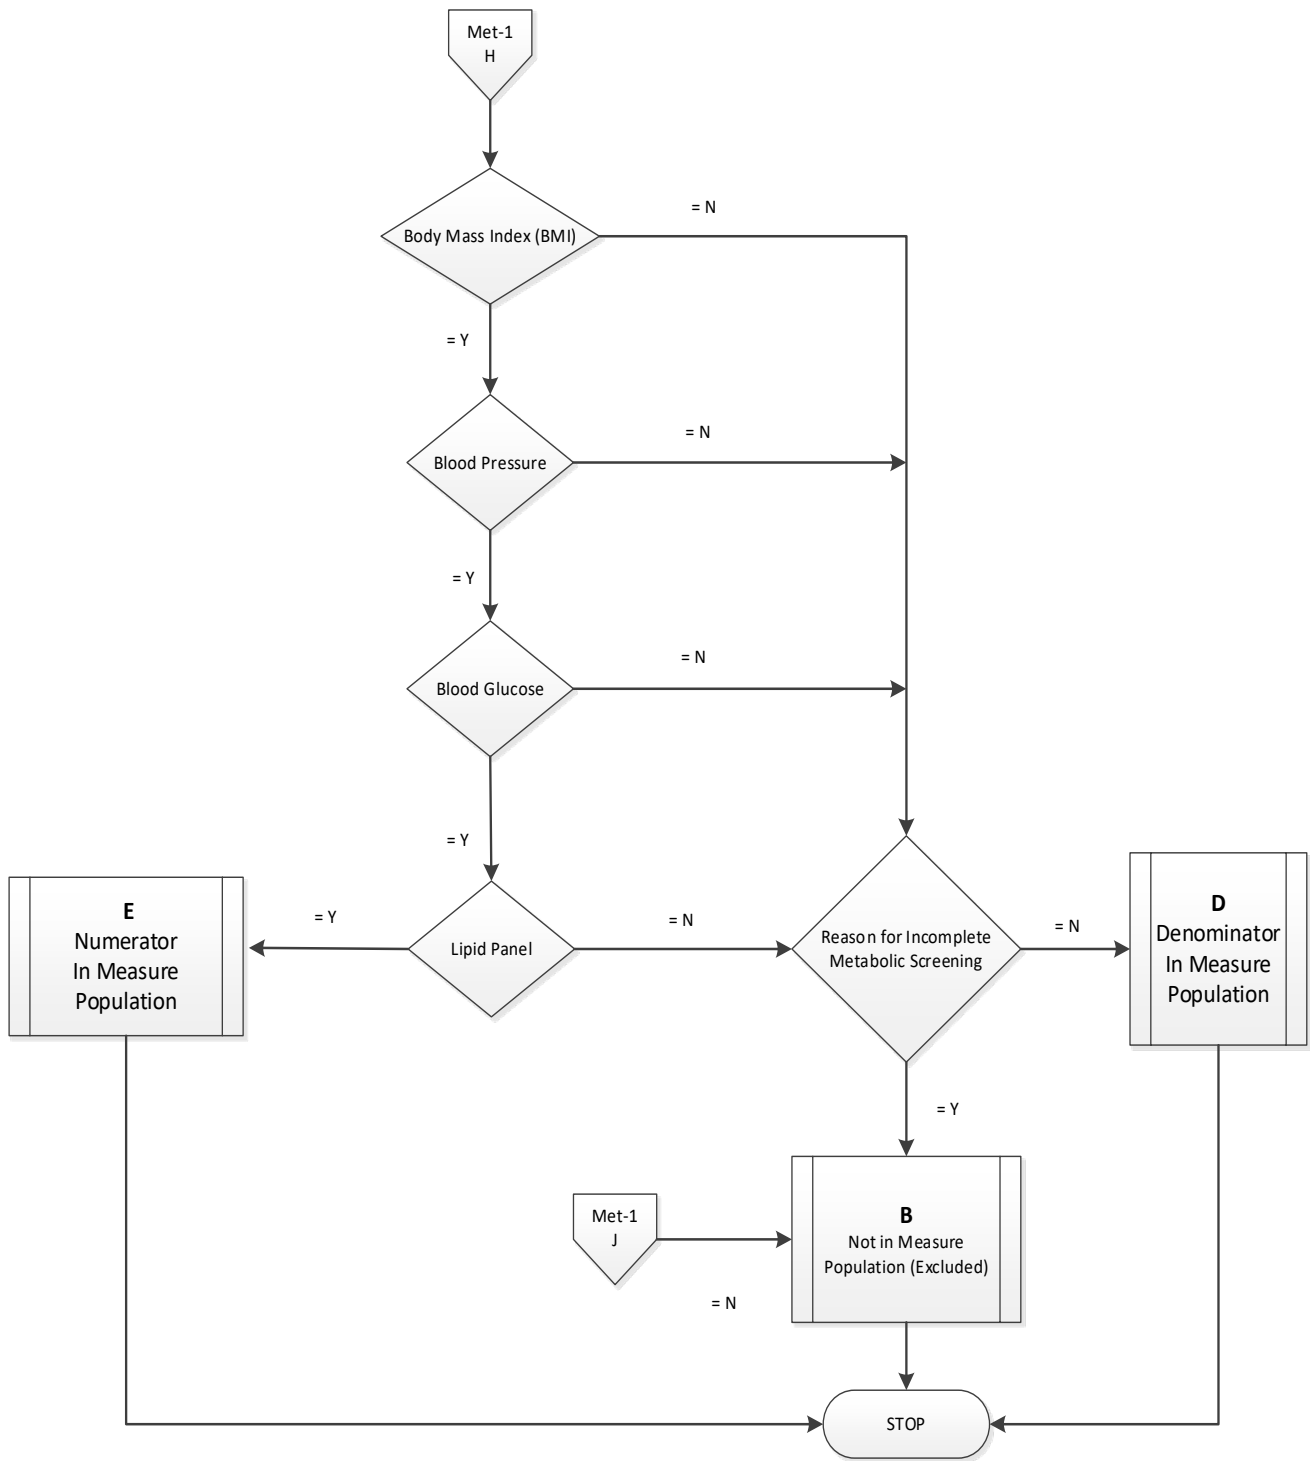 Met-1
H
= N
Body Mass Index (BMI)
= Y
= N
Blood Pressure
= Y
= N
Blood Glucose
= Y
E
Numerator
In Measure
Population
= Y
Lipid Panel
= N
Reason for Incomplete
Metabolic Screening
= N
D
Denominator
In Measure
Population
= Y
Met-1
J
= N
B
Not in Measure
Population (Excluded)
STOP